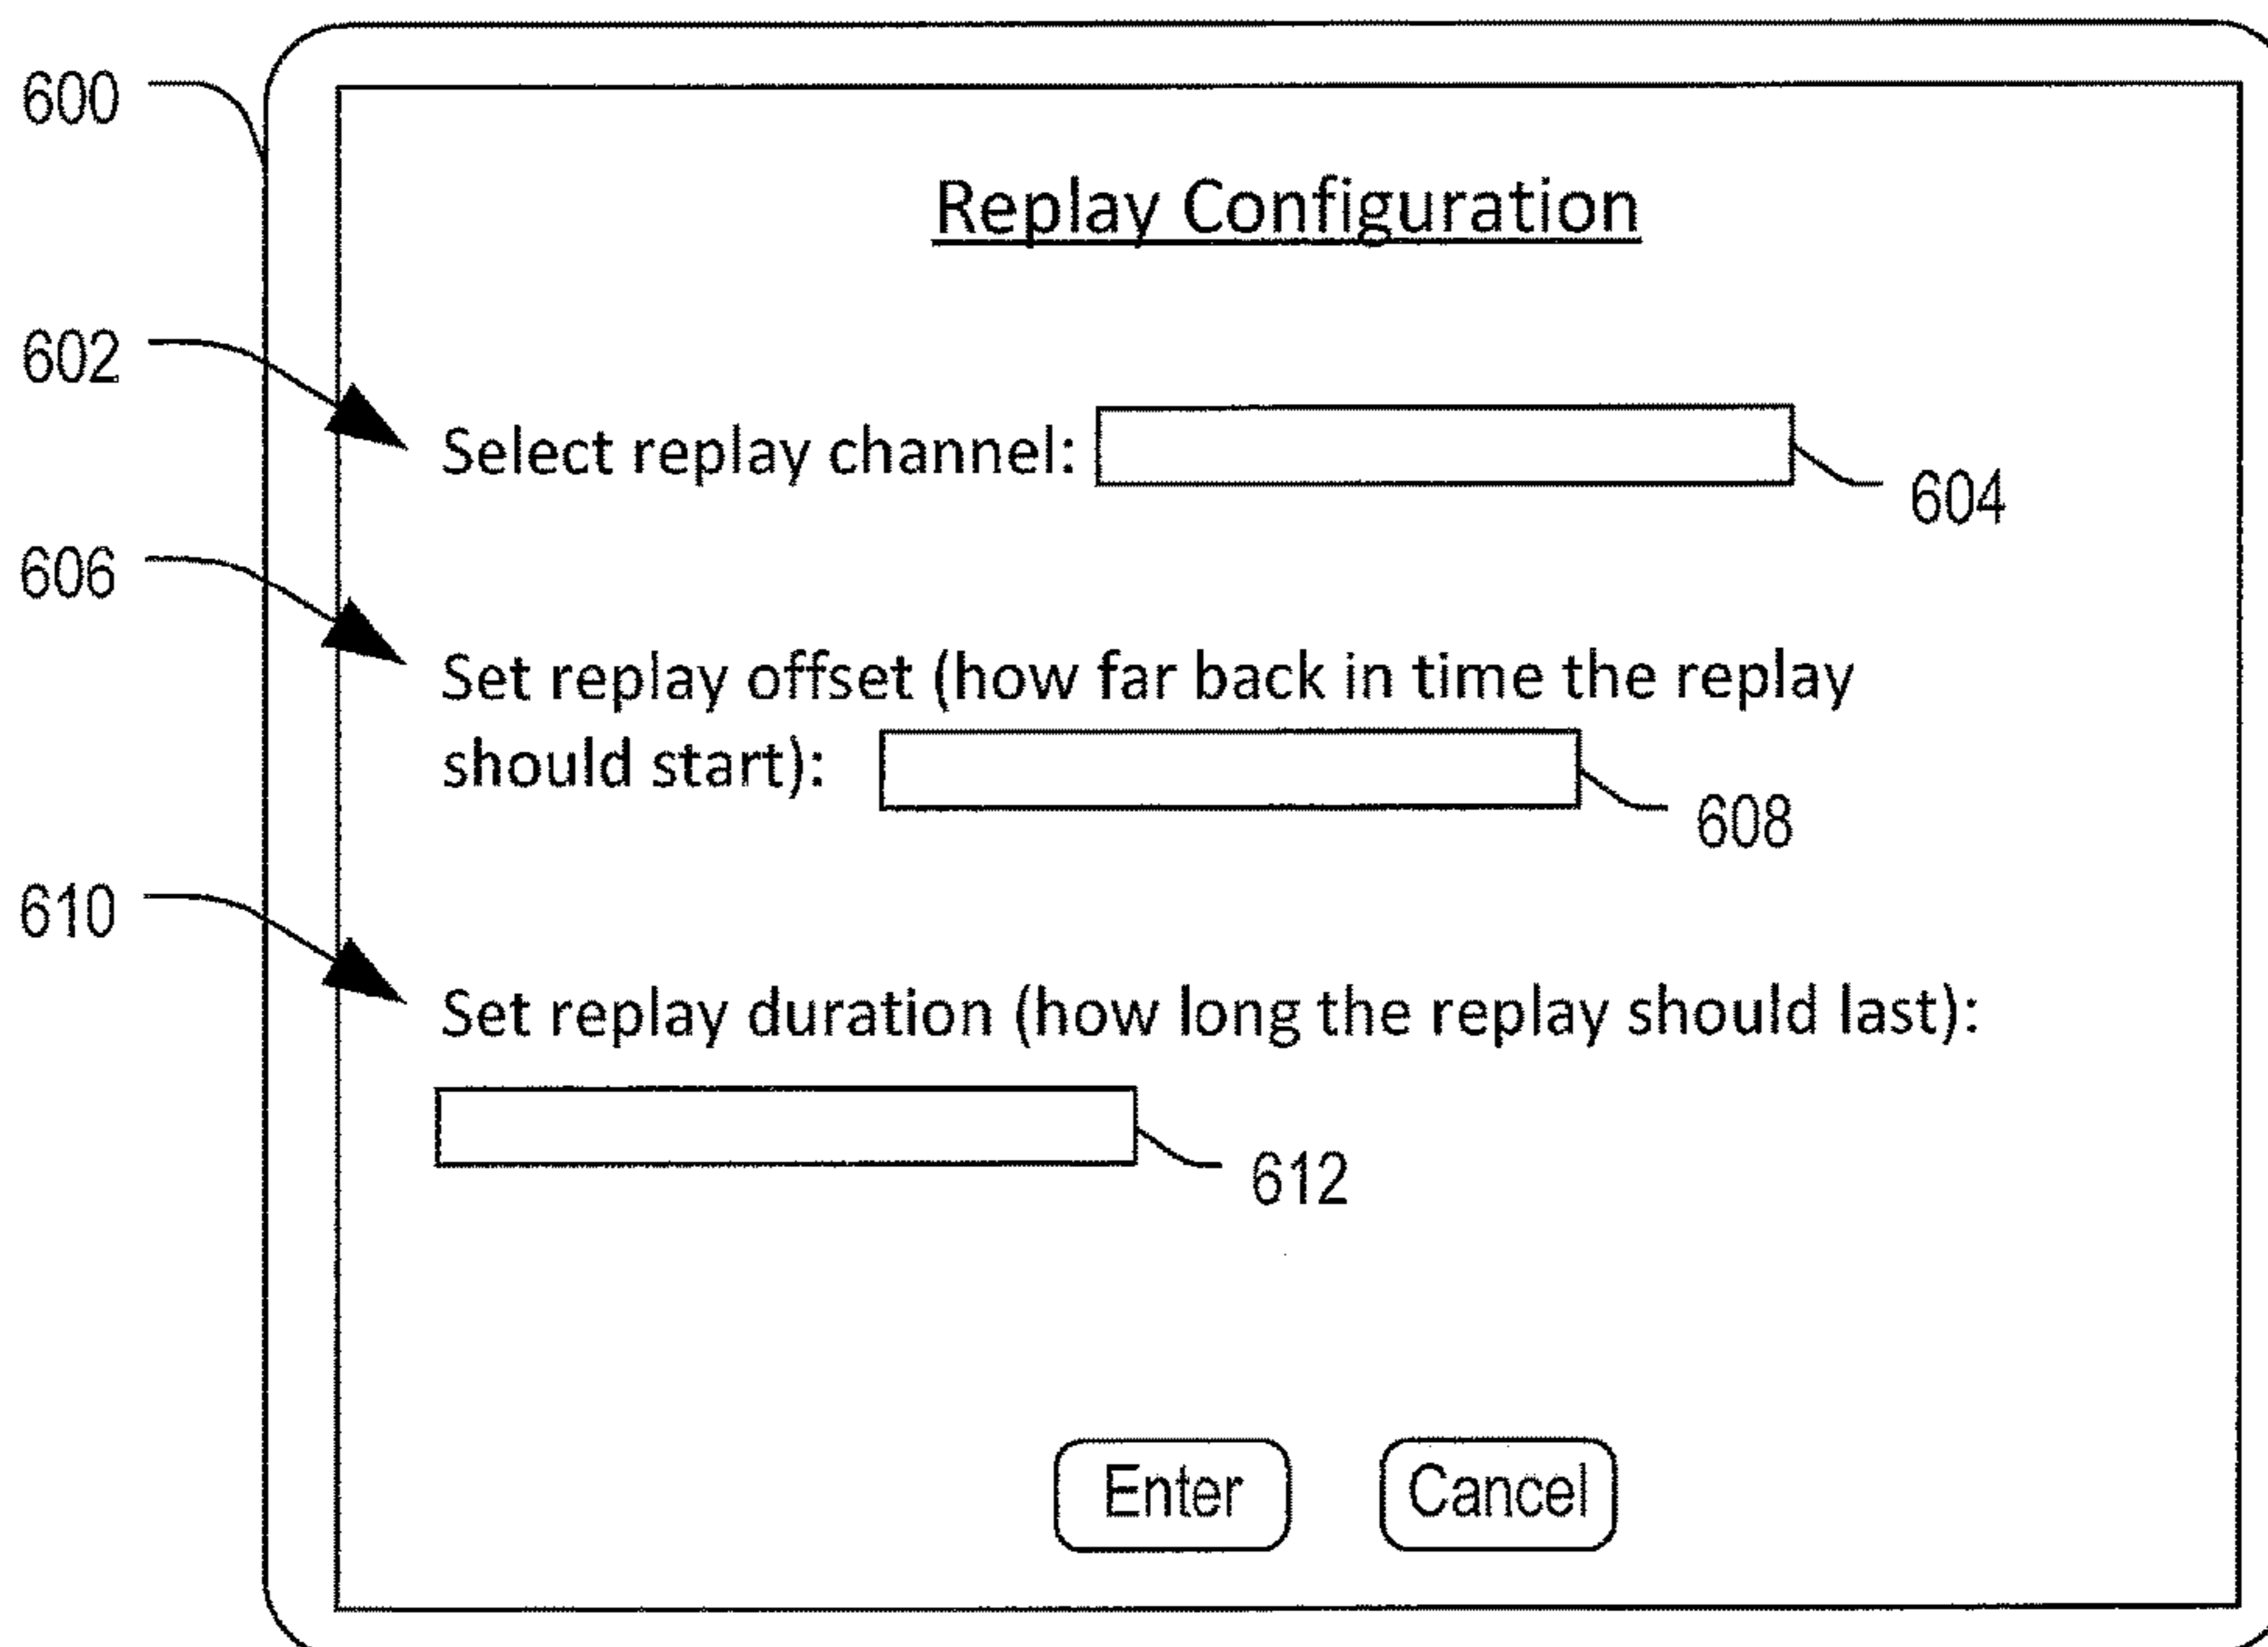 600
Replay Configuration
602
Select replay channel:
604
606
Set replay offset (how far back in time the replay
should start):
608
610
Set replay duration (how long the replay should last):
612
Enter Cancel